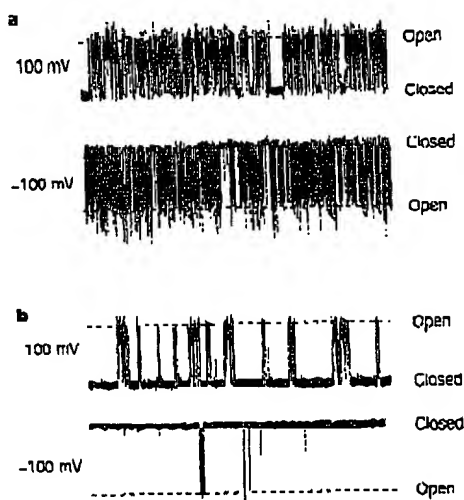 a
Open
100 mV
Closed
Closed
-100 mV
Open
b
Open
100 mV
Closed
Closed
-100 mV
Open